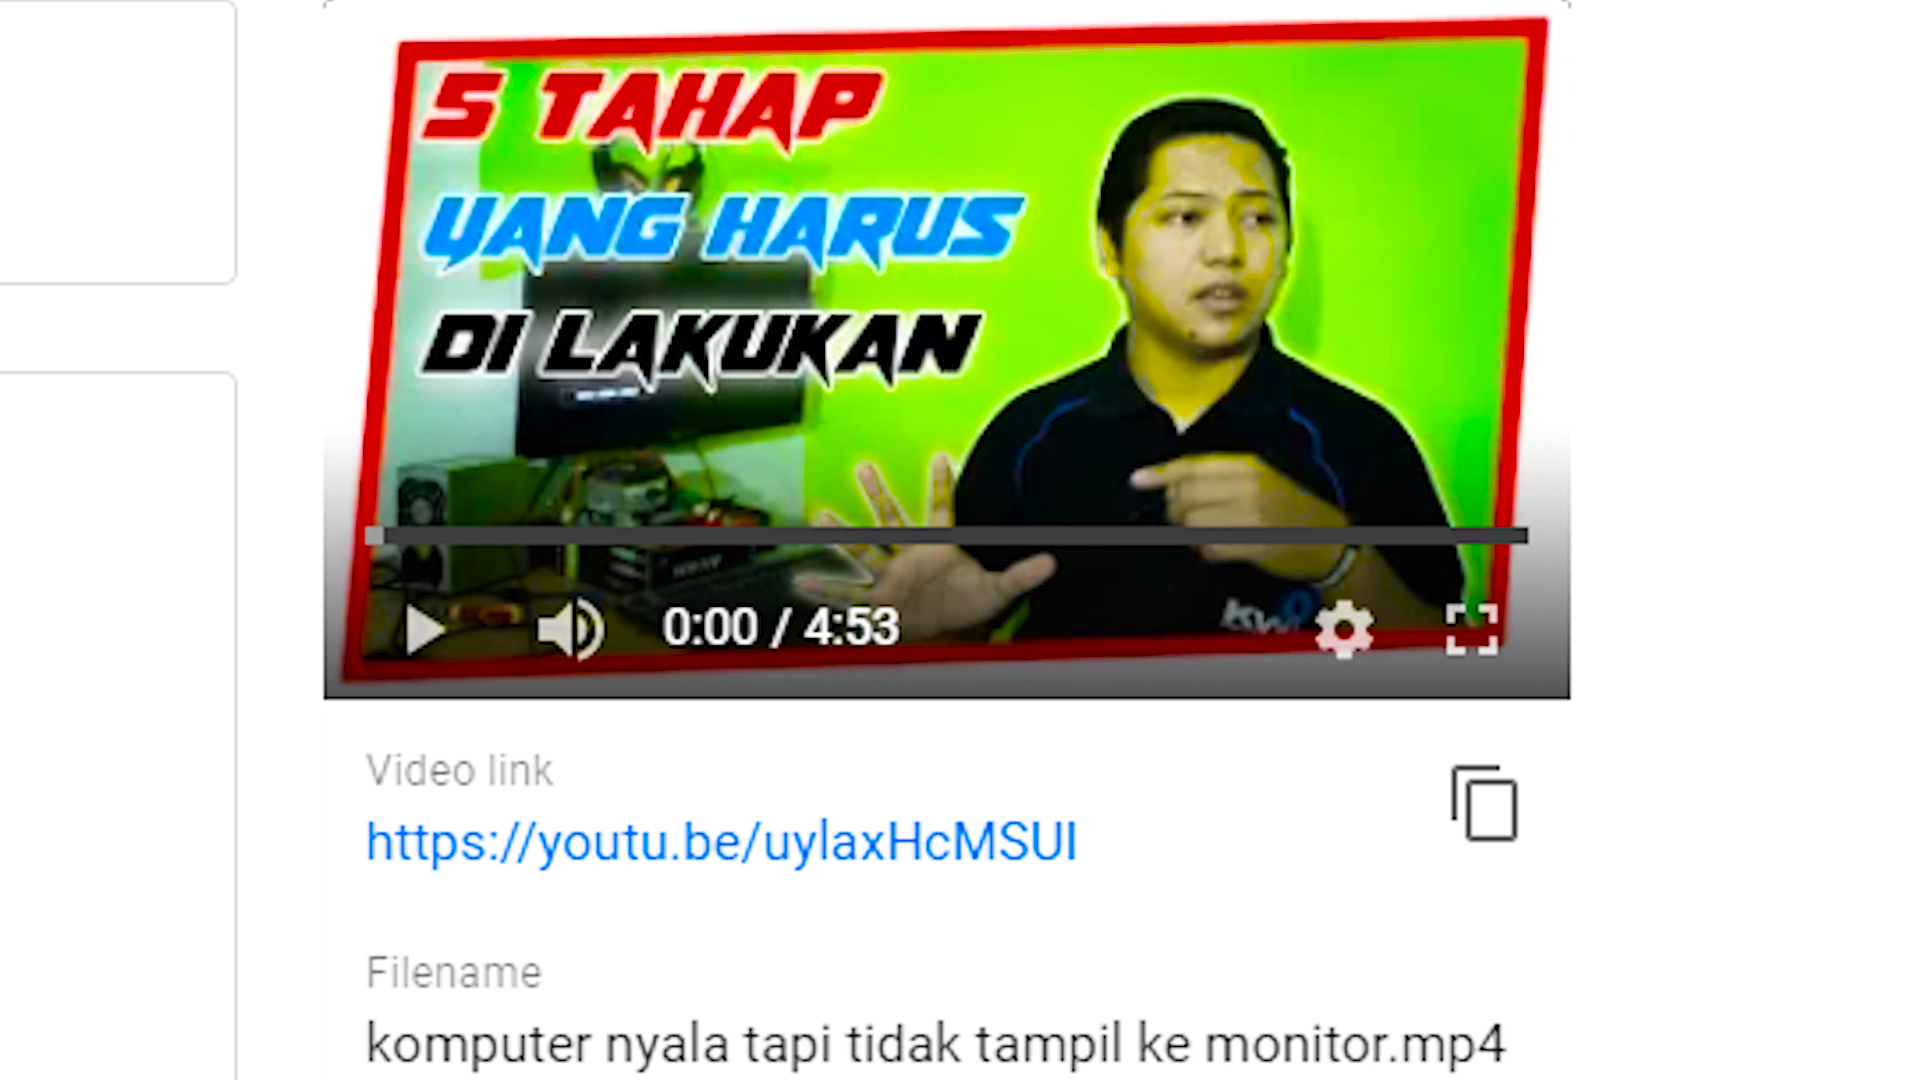 5 TAHAP
YANG HARUS
DI LAKUKAN
0:00 / 4:53
Video link
https://youtu.be/uylaxHcMSUI
Filename
komputer nyala tapi tidak tampil ke monitor.mp4